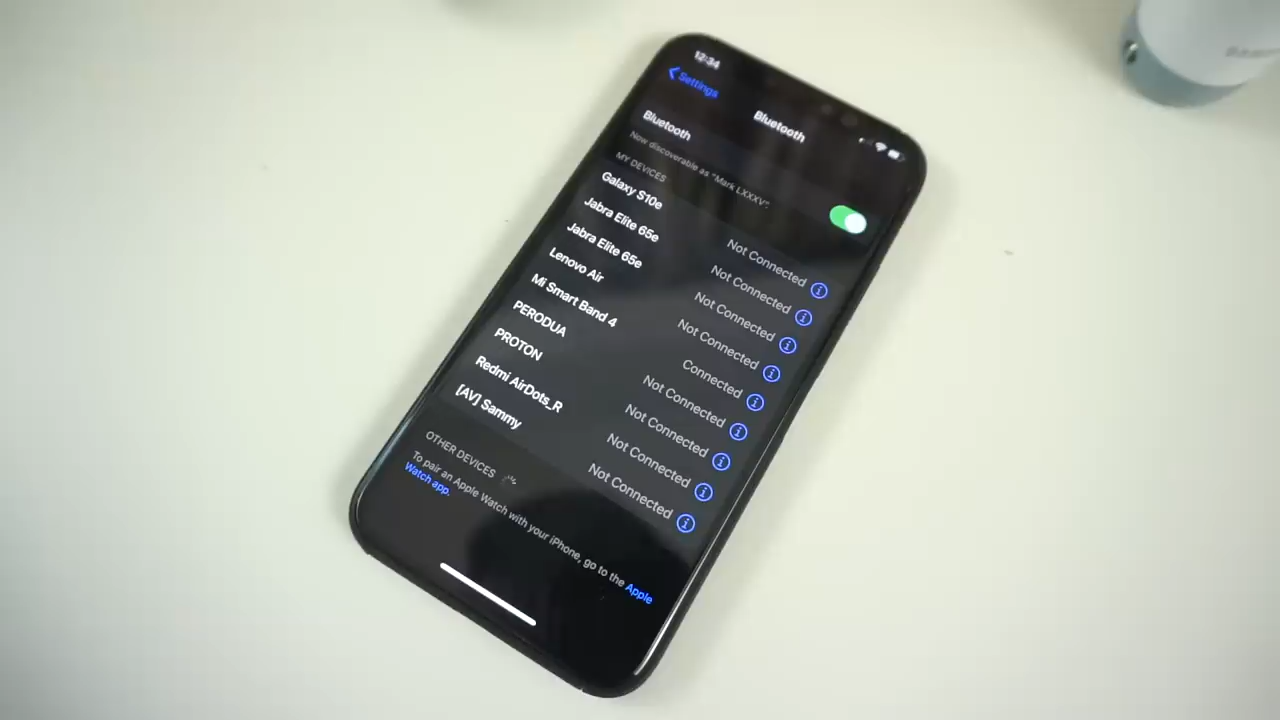 12:34
Settings
Bluetooth
Bluetooth
Now discoverable as "Mark LXXXV".
MY DEVICES
Galaxy S10e Not Connected
Jabra Elite 65e Not Connected
Jabra Elite 65e Not Connected
Lenovo Air Not Connected
Mi Smart Band 4 Connected
PERODUA Not Connected
PROTON Not Connected
Redmi AirDots_R Not Connected
[AV] Sammy Not Connected
OTHER DEVICES
To pair an Apple Watch with your iPhone, go to the Apple
Watch app.